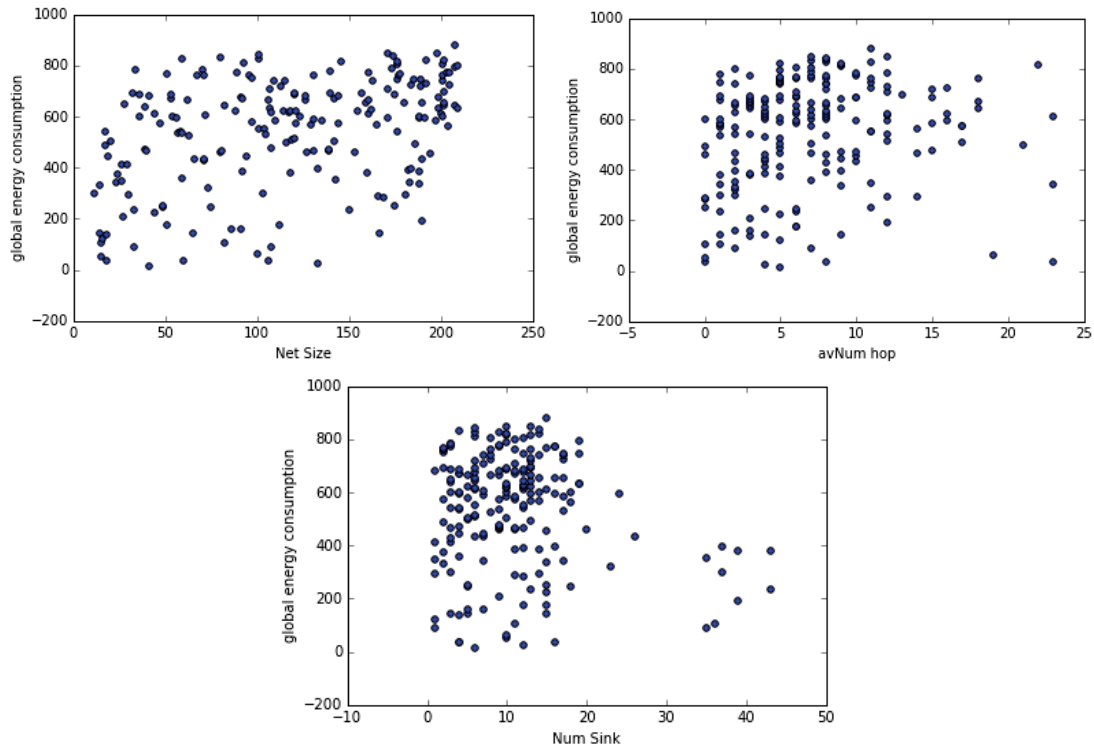 1000
800
600
400
200
0
−200
global energy consumption
0 50 100 150 200 250
Net Size
1000
800
600
400
200
0
−200
global energy consumption
−5 0 5 10 15 20 25
avNum hop
1000
800
600
400
200
0
−200
global energy consumption
−10 0 10 20 30 40 50
Num Sink